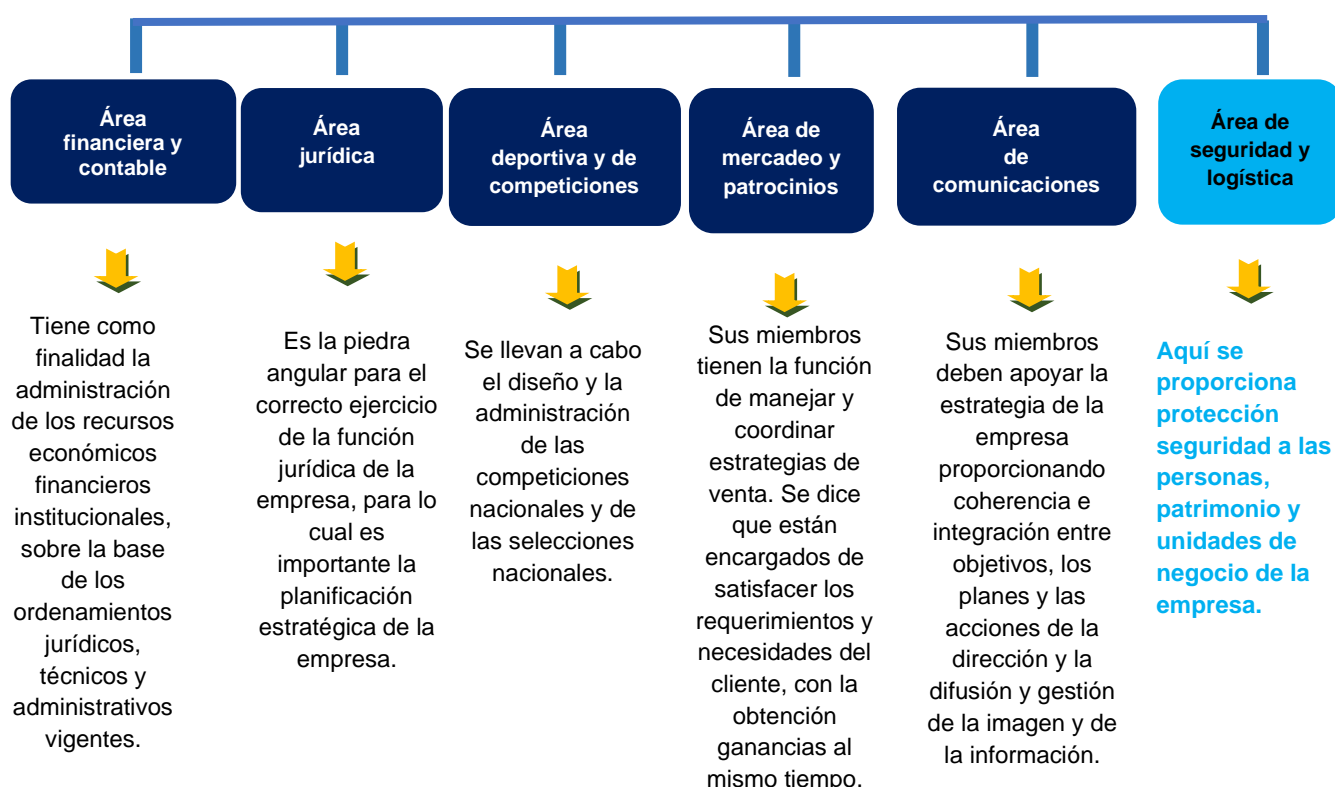 Área
financiera y
contable
Tiene como
finalidad la
administración
de los recursos
económicos
financieros
institucionales,
sobre la base
de los
ordenamientos
jurídicos,
técnicos y
administrativos
vigentes.
Área
jurídica
Es la piedra
angular para el
correcto ejercicio
de la función
jurídica de la
empresa, para lo
cual es
importante la
planificación
estratégica de la
empresa.
Área
deportiva y de
competiciones
Se llevan a cabo
el diseño y la
administración
de las
competiciones
nacionales y de
las selecciones
nacionales.
Área de
mercadeo y
patrocinios
Sus miembros
tienen la función
de manejar y
coordinar
estrategias de
venta. Se dice
que están
encargados de
satisfacer los
requerimientos y
necesidades del
cliente, con la
obtención
ganancias al
mismo tiempo.
Área
de
comunicaciones
Sus miembros
deben apoyar la
estrategia de la
empresa
proporcionando
coherencia e
integración entre
objetivos, los
planes y las
acciones de la
dirección y la
difusión y gestión
de la imagen y de
la información.
Área de
seguridad y
logística
Aquí se
proporciona
protección
seguridad a las
personas,
patrimonio y
unidades de
negocio de la
empresa.